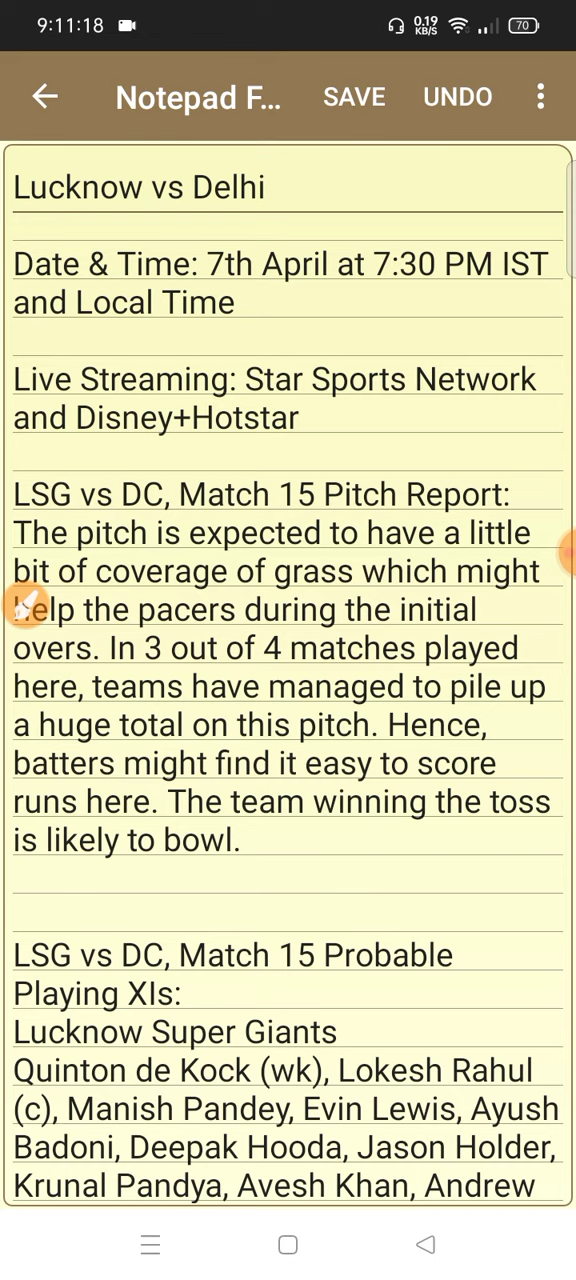 9:11:18
0.19
KB/S
70
Notepad F...
SAVE
UNDO
Lucknow vs Delhi
Date & Time: 7th April at 7:30 PM IST
and Local Time
Live Streaming: Star Sports Network
and Disney+Hotstar
LSG vs DC, Match 15 Pitch Report:
The pitch is expected to have a little
bit of coverage of grass which might
help the pacers during the initial
overs. In 3 out of 4 matches played
here, teams have managed to pile up
a huge total on this pitch. Hence,
batters might find it easy to score
runs here. The team winning the toss
is likely to bowl.
LSG vs DC, Match 15 Probable
Playing XIs:
Lucknow Super Giants
Quinton de Kock (wk), Lokesh Rahul
(c), Manish Pandey, Evin Lewis, Ayush
Badoni, Deepak Hooda, Jason Holder,
Krunal Pandya, Avesh Khan, Andrew